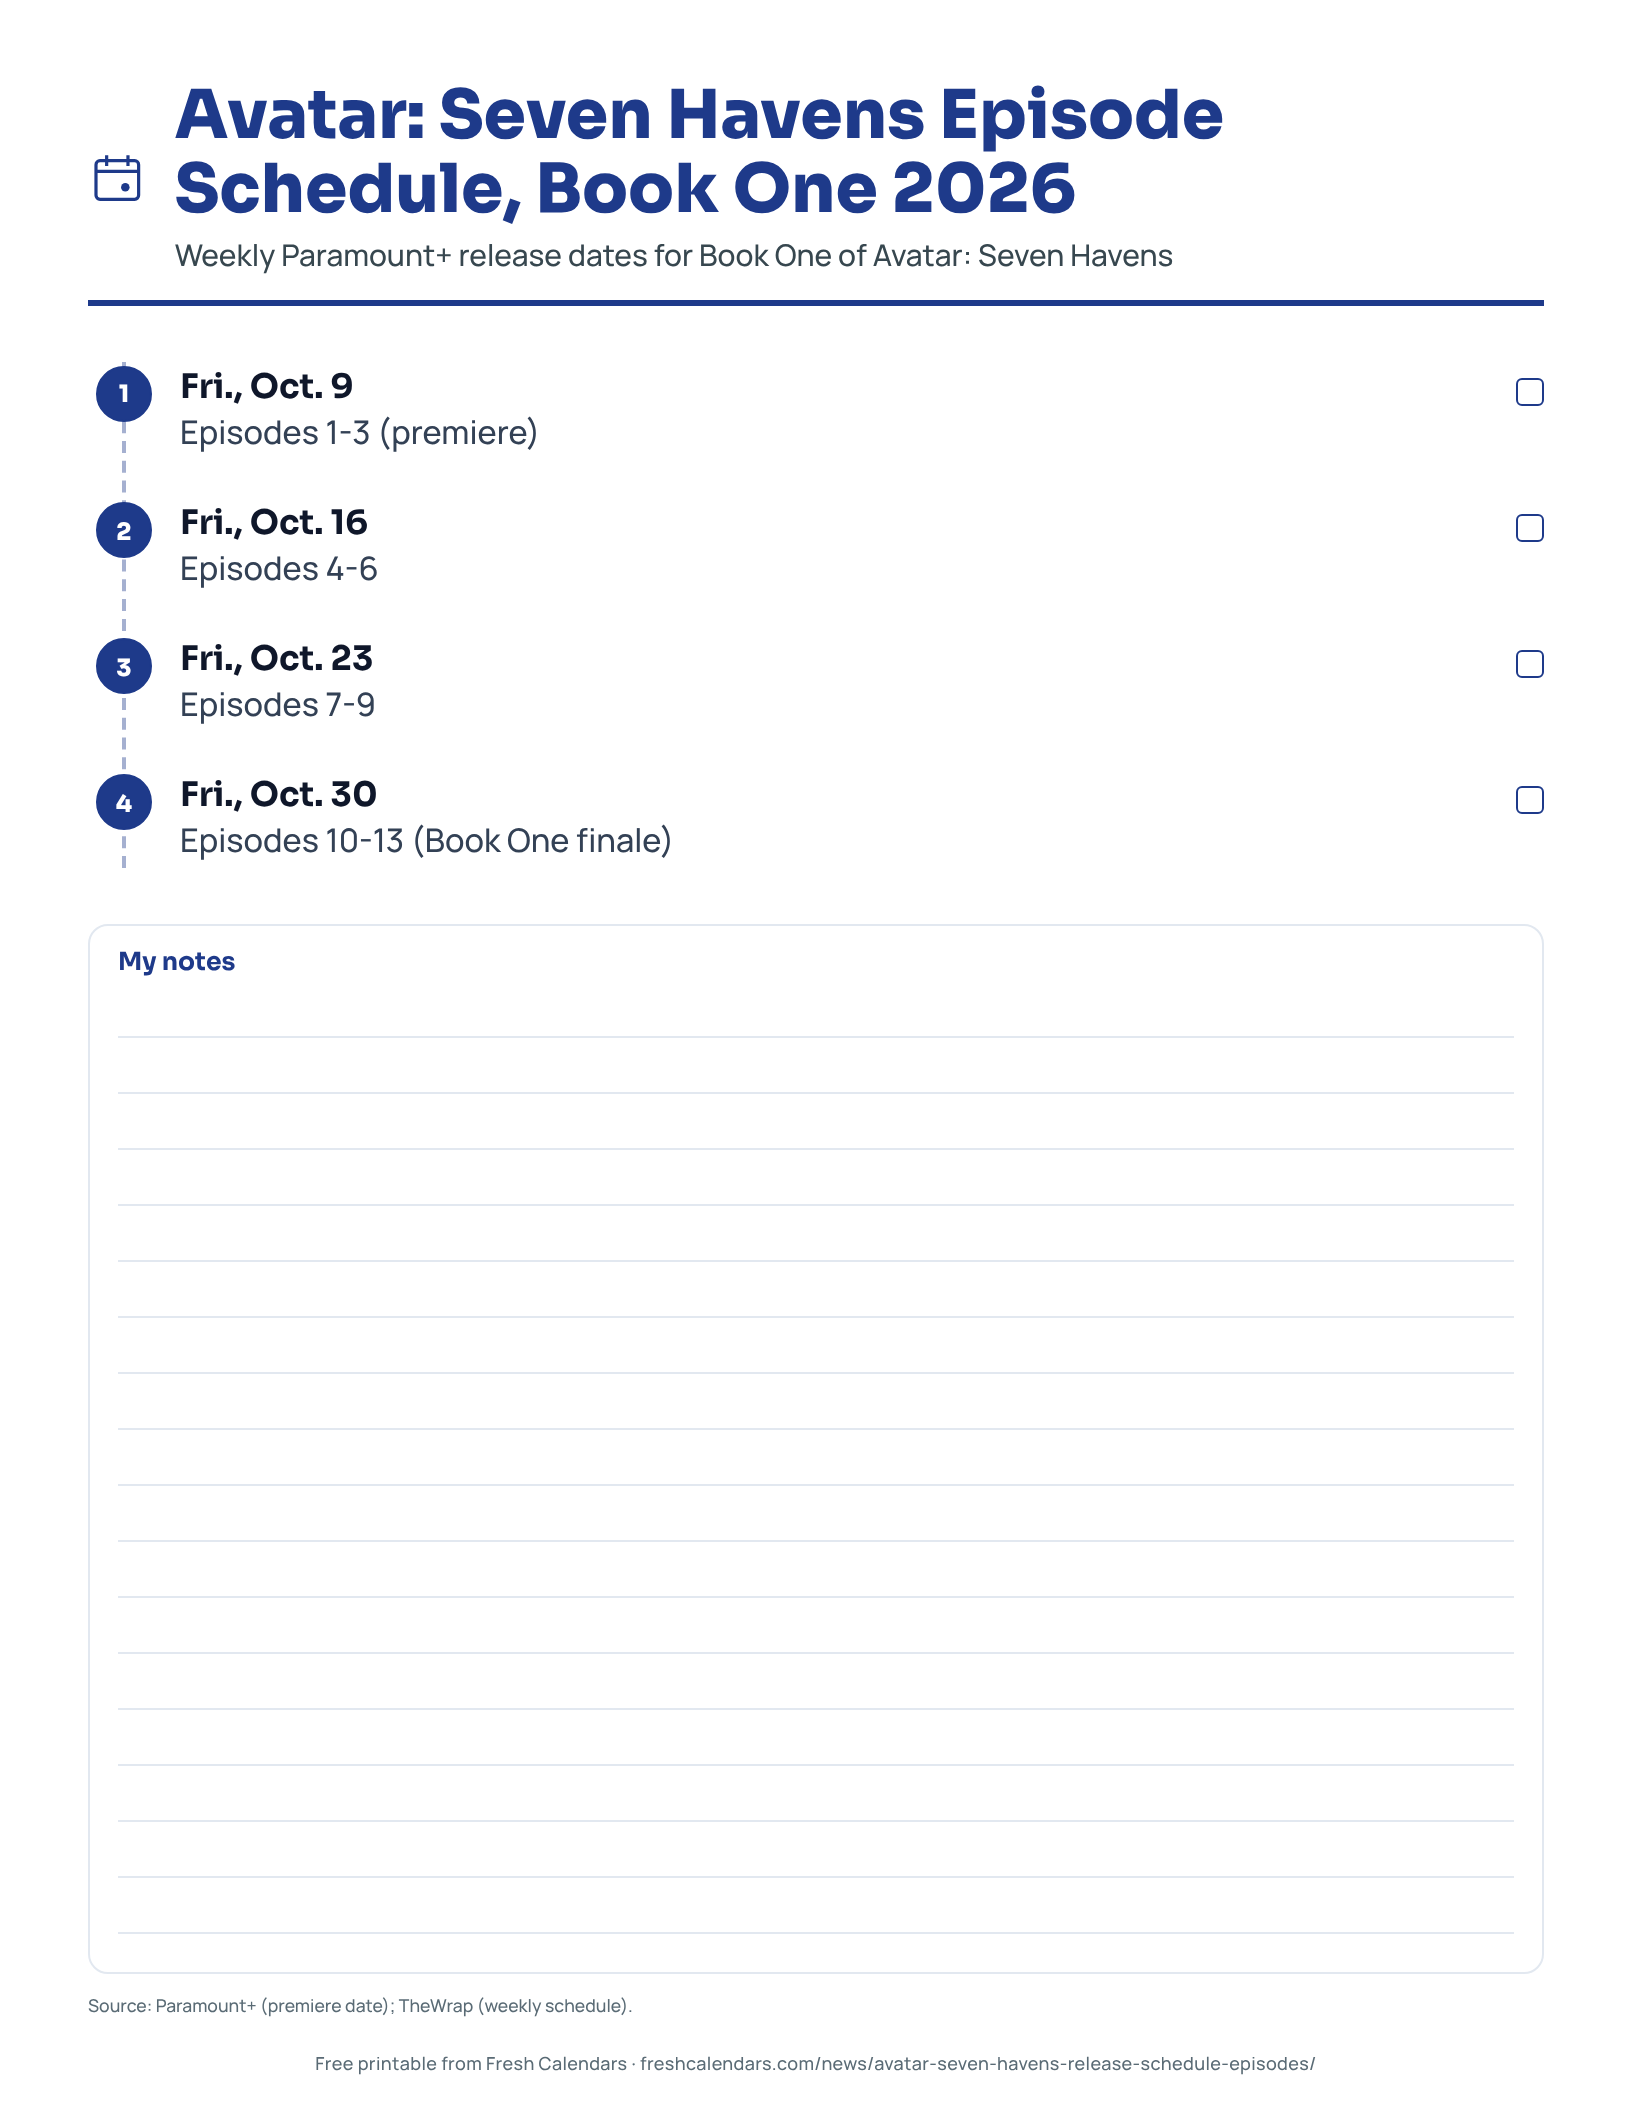 Avatar: Seven Havens Episode
Schedule, Book One 2026
Weekly Paramount+ release dates for Book One of Avatar: Seven Havens
1
Fri., Oct. 9
Episodes 1-3 (premiere)
2
Fri., Oct. 16
Episodes 4-6
3
Fri., Oct. 23
Episodes 7-9
4
Fri., Oct. 30
Episodes 10-13 (Book One finale)
My notes
Source: Paramount+ (premiere date); TheWrap (weekly schedule).
Free printable from Fresh Calendars · freshcalendars.com/news/avatar-seven-havens-release-schedule-episodes/